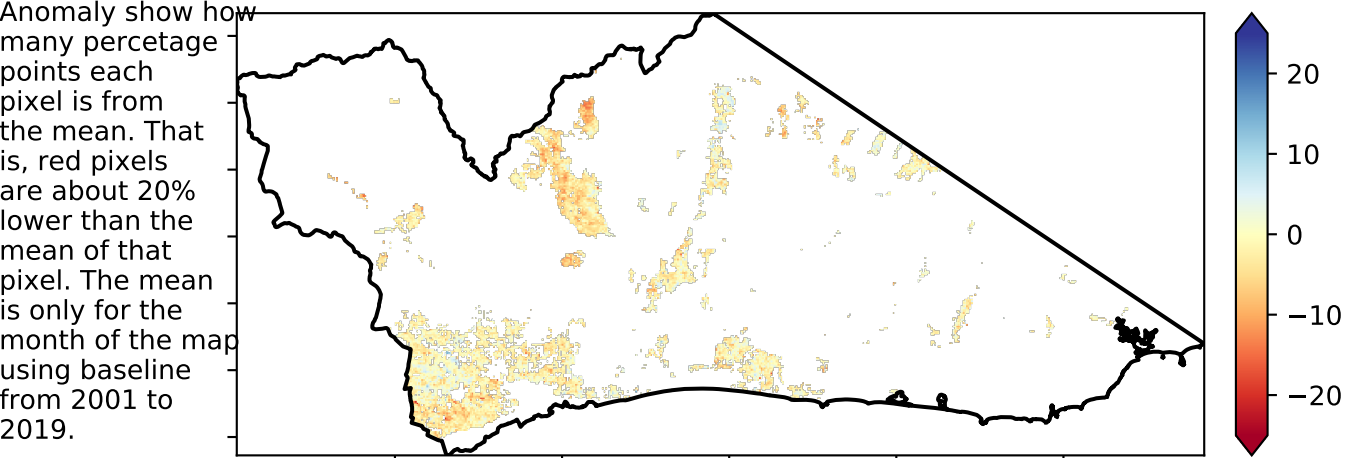 Anomaly show how
many percetage
points each
pixel is from
the mean. That
is, red pixels
are about 20%
lower than the
mean of that
pixel. The mean
is only for the
month of the map
using baseline
from 2001 to
2019.
20
10
0
−10
−20